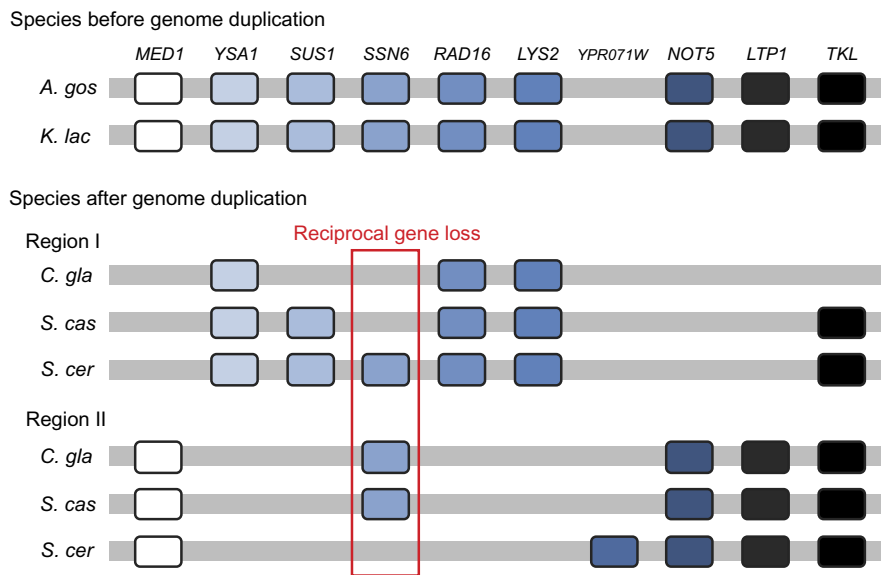 Species before genome duplication
MED1 YSA1 SUS1 SSN6 RAD16 LYS2 YPR071W NOT5 LTP1 TKL
A. gos
K. lac
Species after genome duplication
Reciprocal gene loss
Region I
C. gla
S. cas
S. cer
Region II
C. gla
S. cas
S. cer